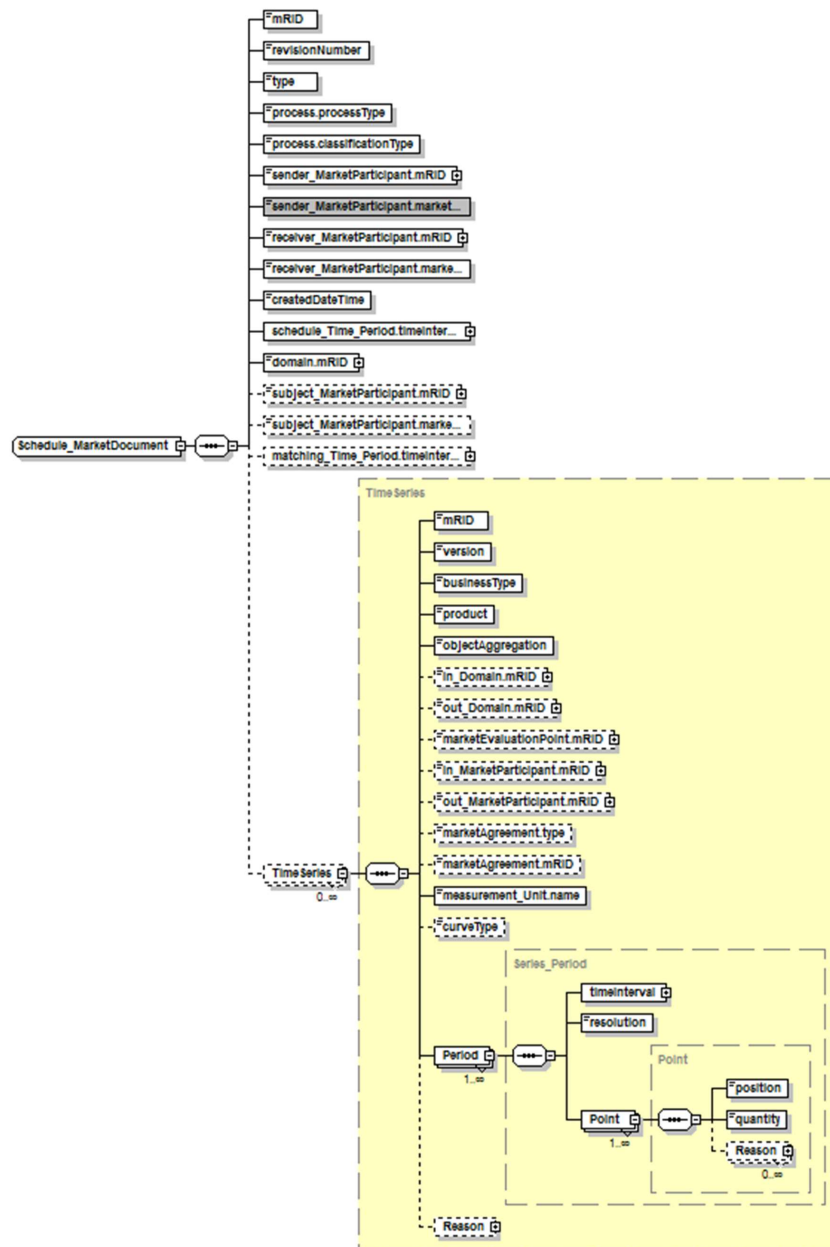 mRID
revisionNumber
type
process.processType
process.classificationType
sender_MarketParticipant.mRID
sender_MarketParticipant.market...
receiver_MarketParticipant.mRID
receiver_MarketParticipant.marke...
createdDateTime
schedule_Time_Period.timeInter...
domain.mRID
subject_MarketParticipant.mRID
subject_MarketParticipant.marke...
Schedule_MarketDocument
matching_Time_Period.timeInter...
TimeSeries
mRID
version
businessType
product
objectAggregation
in_Domain.mRID
out_Domain.mRID
marketEvaluationPoint.mRID
in_MarketParticipant.mRID
out_MarketParticipant.mRID
marketAgreement.type
marketAgreement.mRID
TimeSeries
0..∞
measurement_Unit.name
curveType
Series_Period
timeInterval
resolution
Period
1..∞
Point
position
Point
1..∞
quantity
Reason
0..∞
Reason